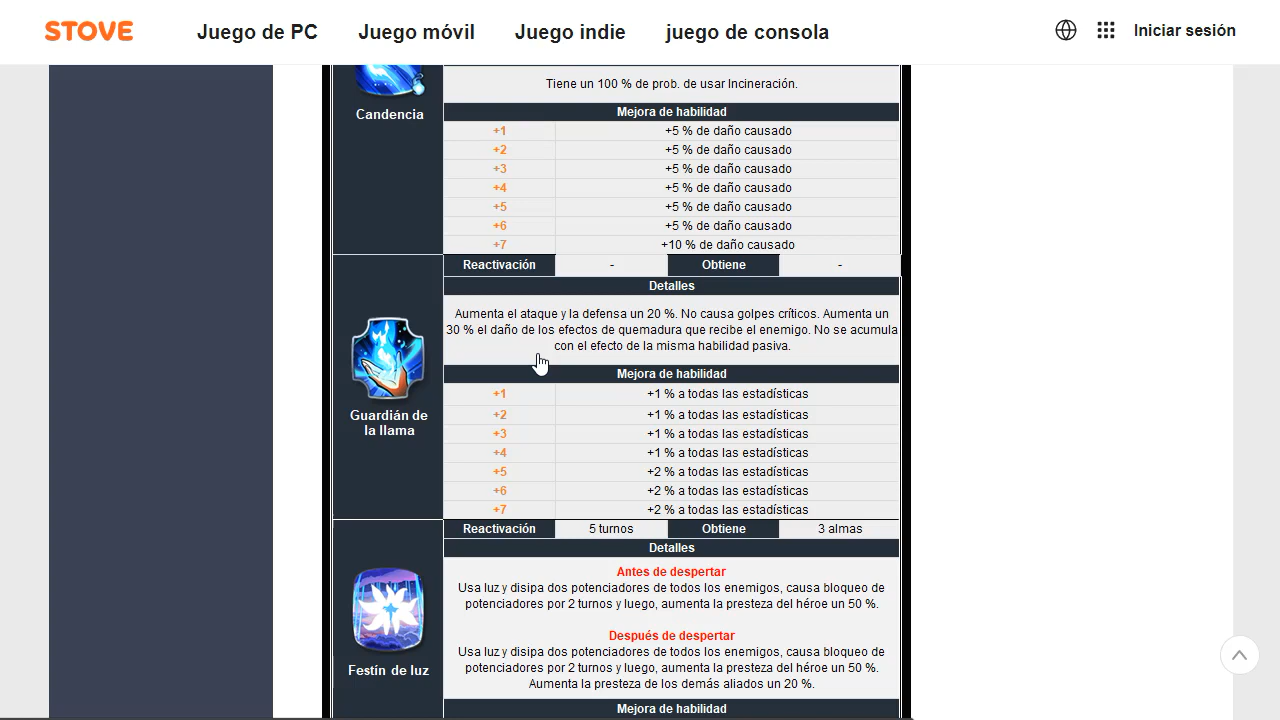 STOVE Juego de PC Juego móvil Juego indie juego de consola Iniciar sesión
Tiene un 100 % de prob. de usar Incineración.
Candencia
Mejora de habilidad
+1 +5 % de daño causado
+2 +5 % de daño causado
+3 +5 % de daño causado
+4 +5 % de daño causado
+5 +5 % de daño causado
+6 +5 % de daño causado
+7 +10 % de daño causado
Reactivación - Obtiene -
Detalles
Aumenta el ataque y la defensa un 20 %. No causa golpes críticos. Aumenta un
30 % el daño de los efectos de quemadura que recibe el enemigo. No se acumula
con el efecto de la misma habilidad pasiva.
Guardián de
la llama
Mejora de habilidad
+1 +1 % a todas las estadísticas
+2 +1 % a todas las estadísticas
+3 +1 % a todas las estadísticas
+4 +1 % a todas las estadísticas
+5 +2 % a todas las estadísticas
+6 +2 % a todas las estadísticas
+7 +2 % a todas las estadísticas
Reactivación 5 turnos Obtiene 3 almas
Detalles
Antes de despertar
Usa luz y disipa dos potenciadores de todos los enemigos, causa bloqueo de
potenciadores por 2 turnos y luego, aumenta la presteza del héroe un 50 %.
Después de despertar
Usa luz y disipa dos potenciadores de todos los enemigos, causa bloqueo de
potenciadores por 2 turnos y luego, aumenta la presteza del héroe un 50 %.
Aumenta la presteza de los demás aliados un 20 %.
Festín de luz
Mejora de habilidad